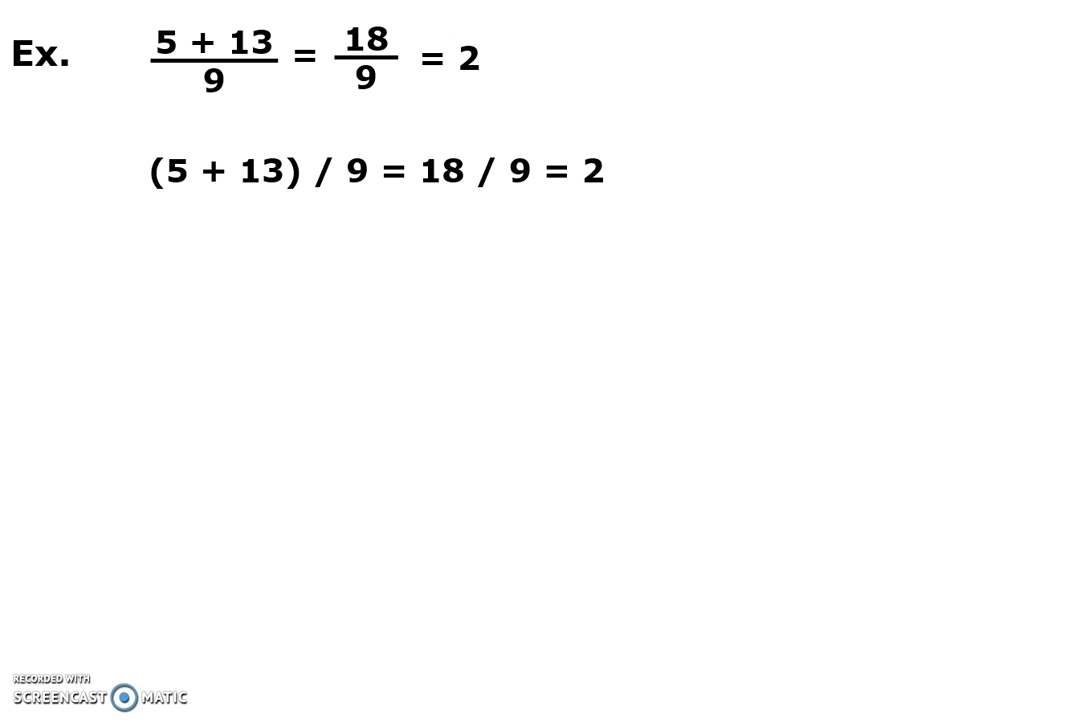 Ex. 5 + 13 = 18 = 2
9 9
(5 + 13) / 9 = 18 / 9 = 2
RECORDED WITH
SCREENCAST MATIC